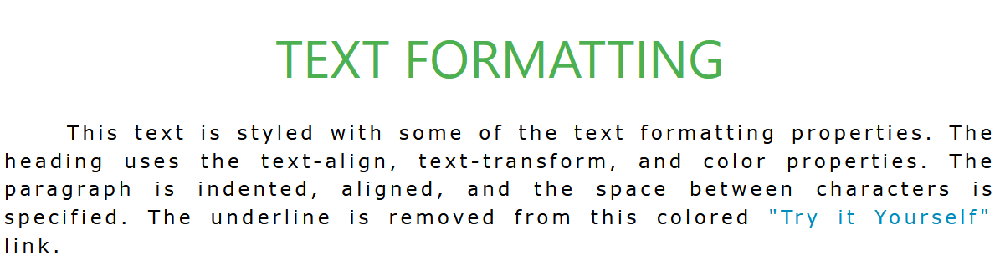 TEXT FORMATTING
This text is styled with some of the text formatting properties. The
heading uses the text-align, text-transform, and color properties. The
paragraph is indented, aligned, and the space between characters is
specified. The underline is removed from this colored "Try it Yourself"
link.